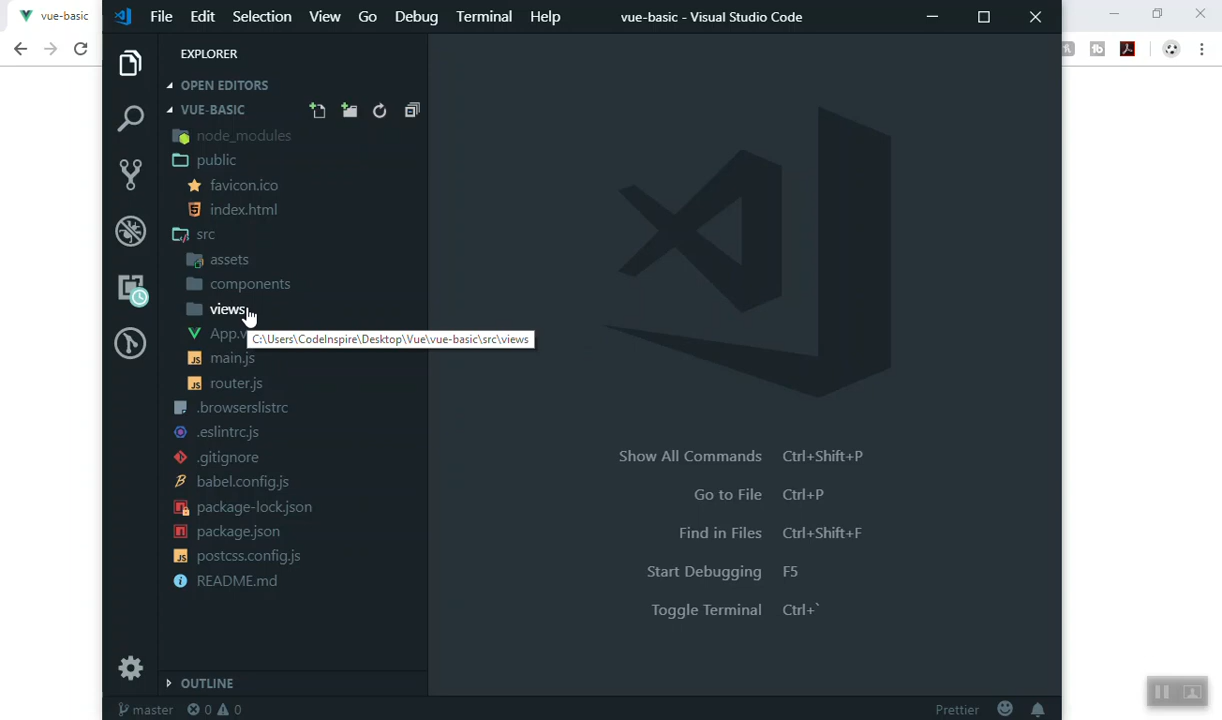 vue-basic
File Edit Selection View Go Debug Terminal Help
vue-basic - Visual Studio Code
EXPLORER
OPEN EDITORS
VUE-BASIC
node_modules
public
favicon.ico
index.html
src
assets
components
views
App.v
C:\Users\CodeInspire\Desktop\Vue\vue-basic\src\views
main.js
router.js
.browserslistrc
.eslintrc.js
.gitignore
babel.config.js
package-lock.json
package.json
postcss.config.js
README.md
Show All Commands Ctrl+Shift+P
Go to File Ctrl+P
Find in Files Ctrl+Shift+F
Start Debugging F5
Toggle Terminal Ctrl+`
OUTLINE
master 0 0
Prettier